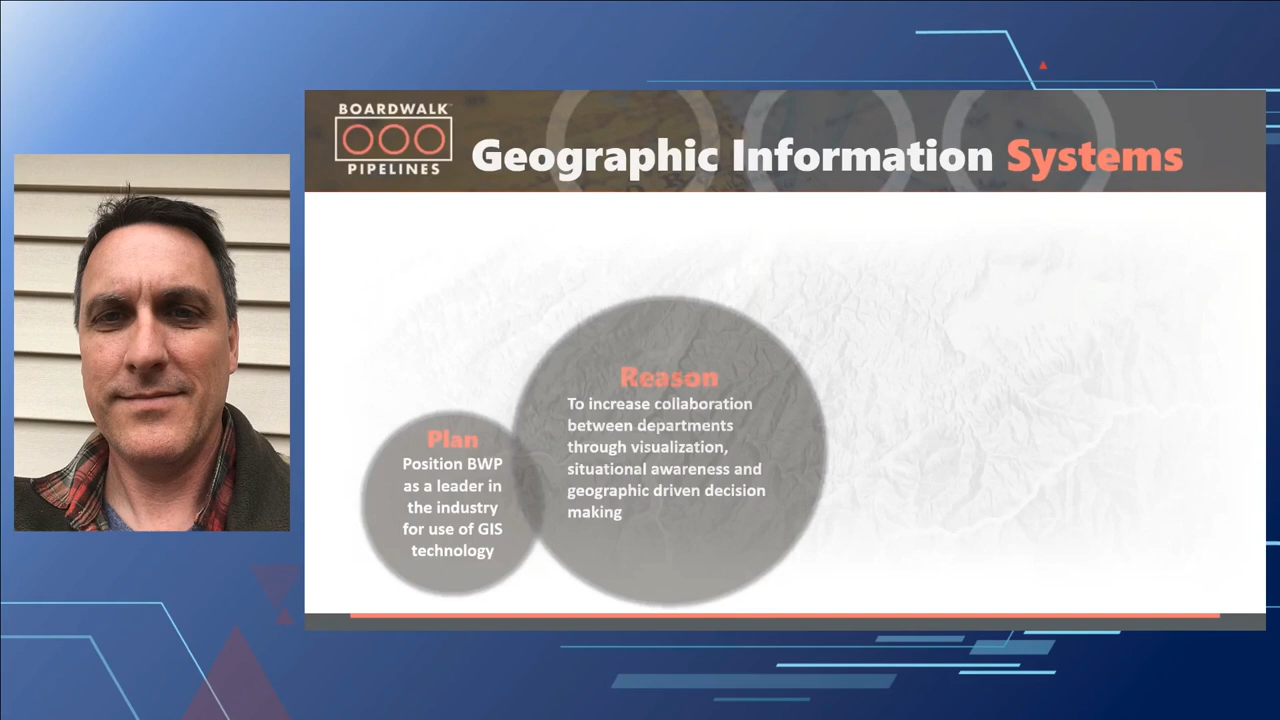 BOARDWALK
PIPELINES
Geographic Information Systems
Reason
To increase collaboration
between departments
through visualization,
situational awareness and
geographic driven decision
making
Plan
Position BWP
as a leader in
the industry
for use of GIS
technology